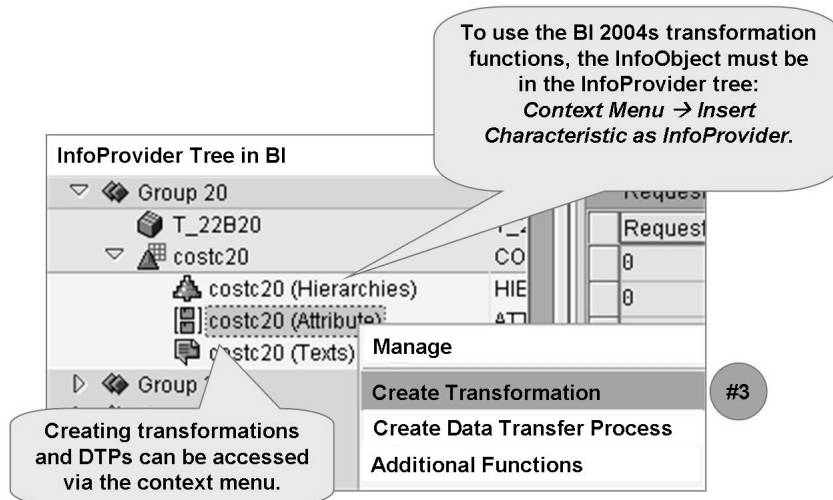 To use the BI 2004s transformation
functions, the InfoObject must be
in the InfoProvider tree:
Context Menu → Insert
Characteristic as InfoProvider.
InfoProvider Tree in BI
Group 20
T_22B20
costc20
CO
costc20 (Hierarchies)
HIE
costc20 (Attribute)
costc20 (Texts)
Group
Request
0
0
Manage
Create Transformation
#3
Create Data Transfer Process
Additional Functions
Creating transformations
and DTPs can be accessed
via the context menu.